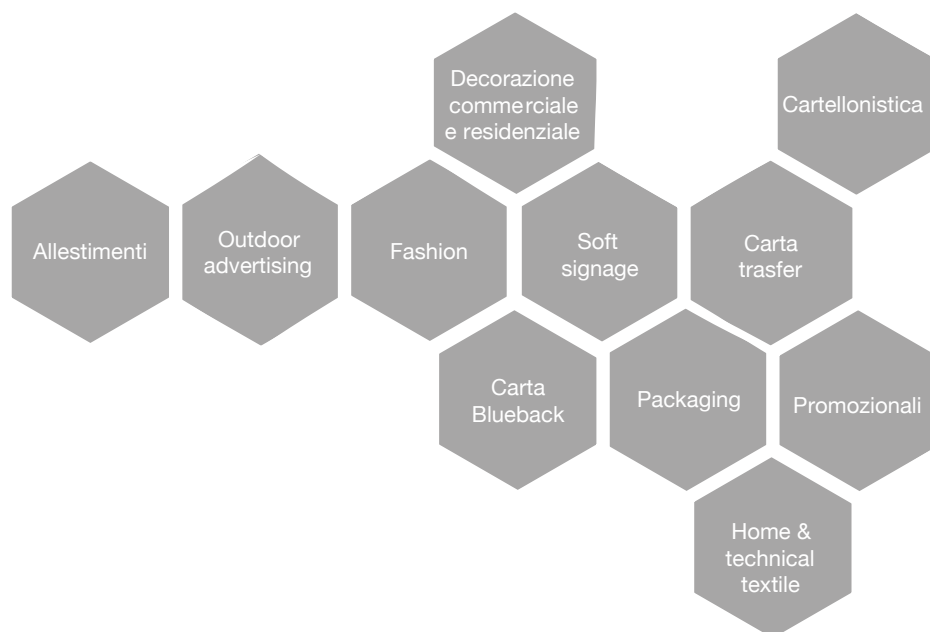 Decorazione
commerciale
e residenziale
Cartellonistica
Allestimenti
Outdoor
advertising
Fashion
Soft
signage
Carta
trasfer
Carta
Blueback
Packaging
Promozionali
Home &
technical
textile